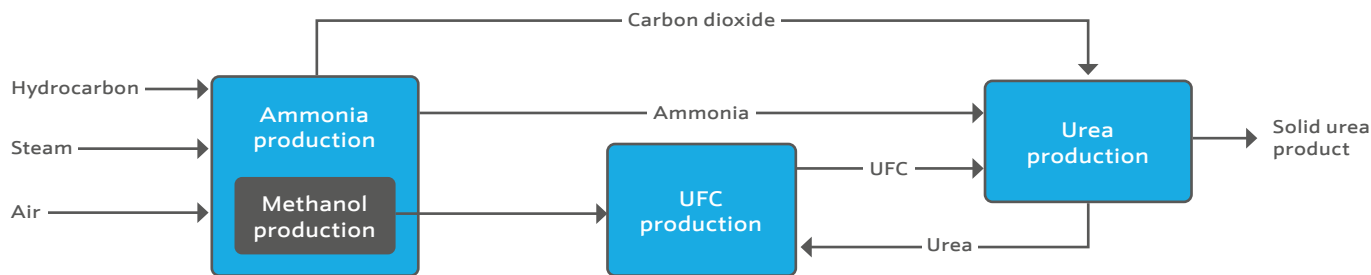 Carbon dioxide
Hydrocarbon
Ammonia
production
Ammonia
Steam
Urea
production
Solid urea
product
UFC
Methanol
production
UFC
production
Air
Urea